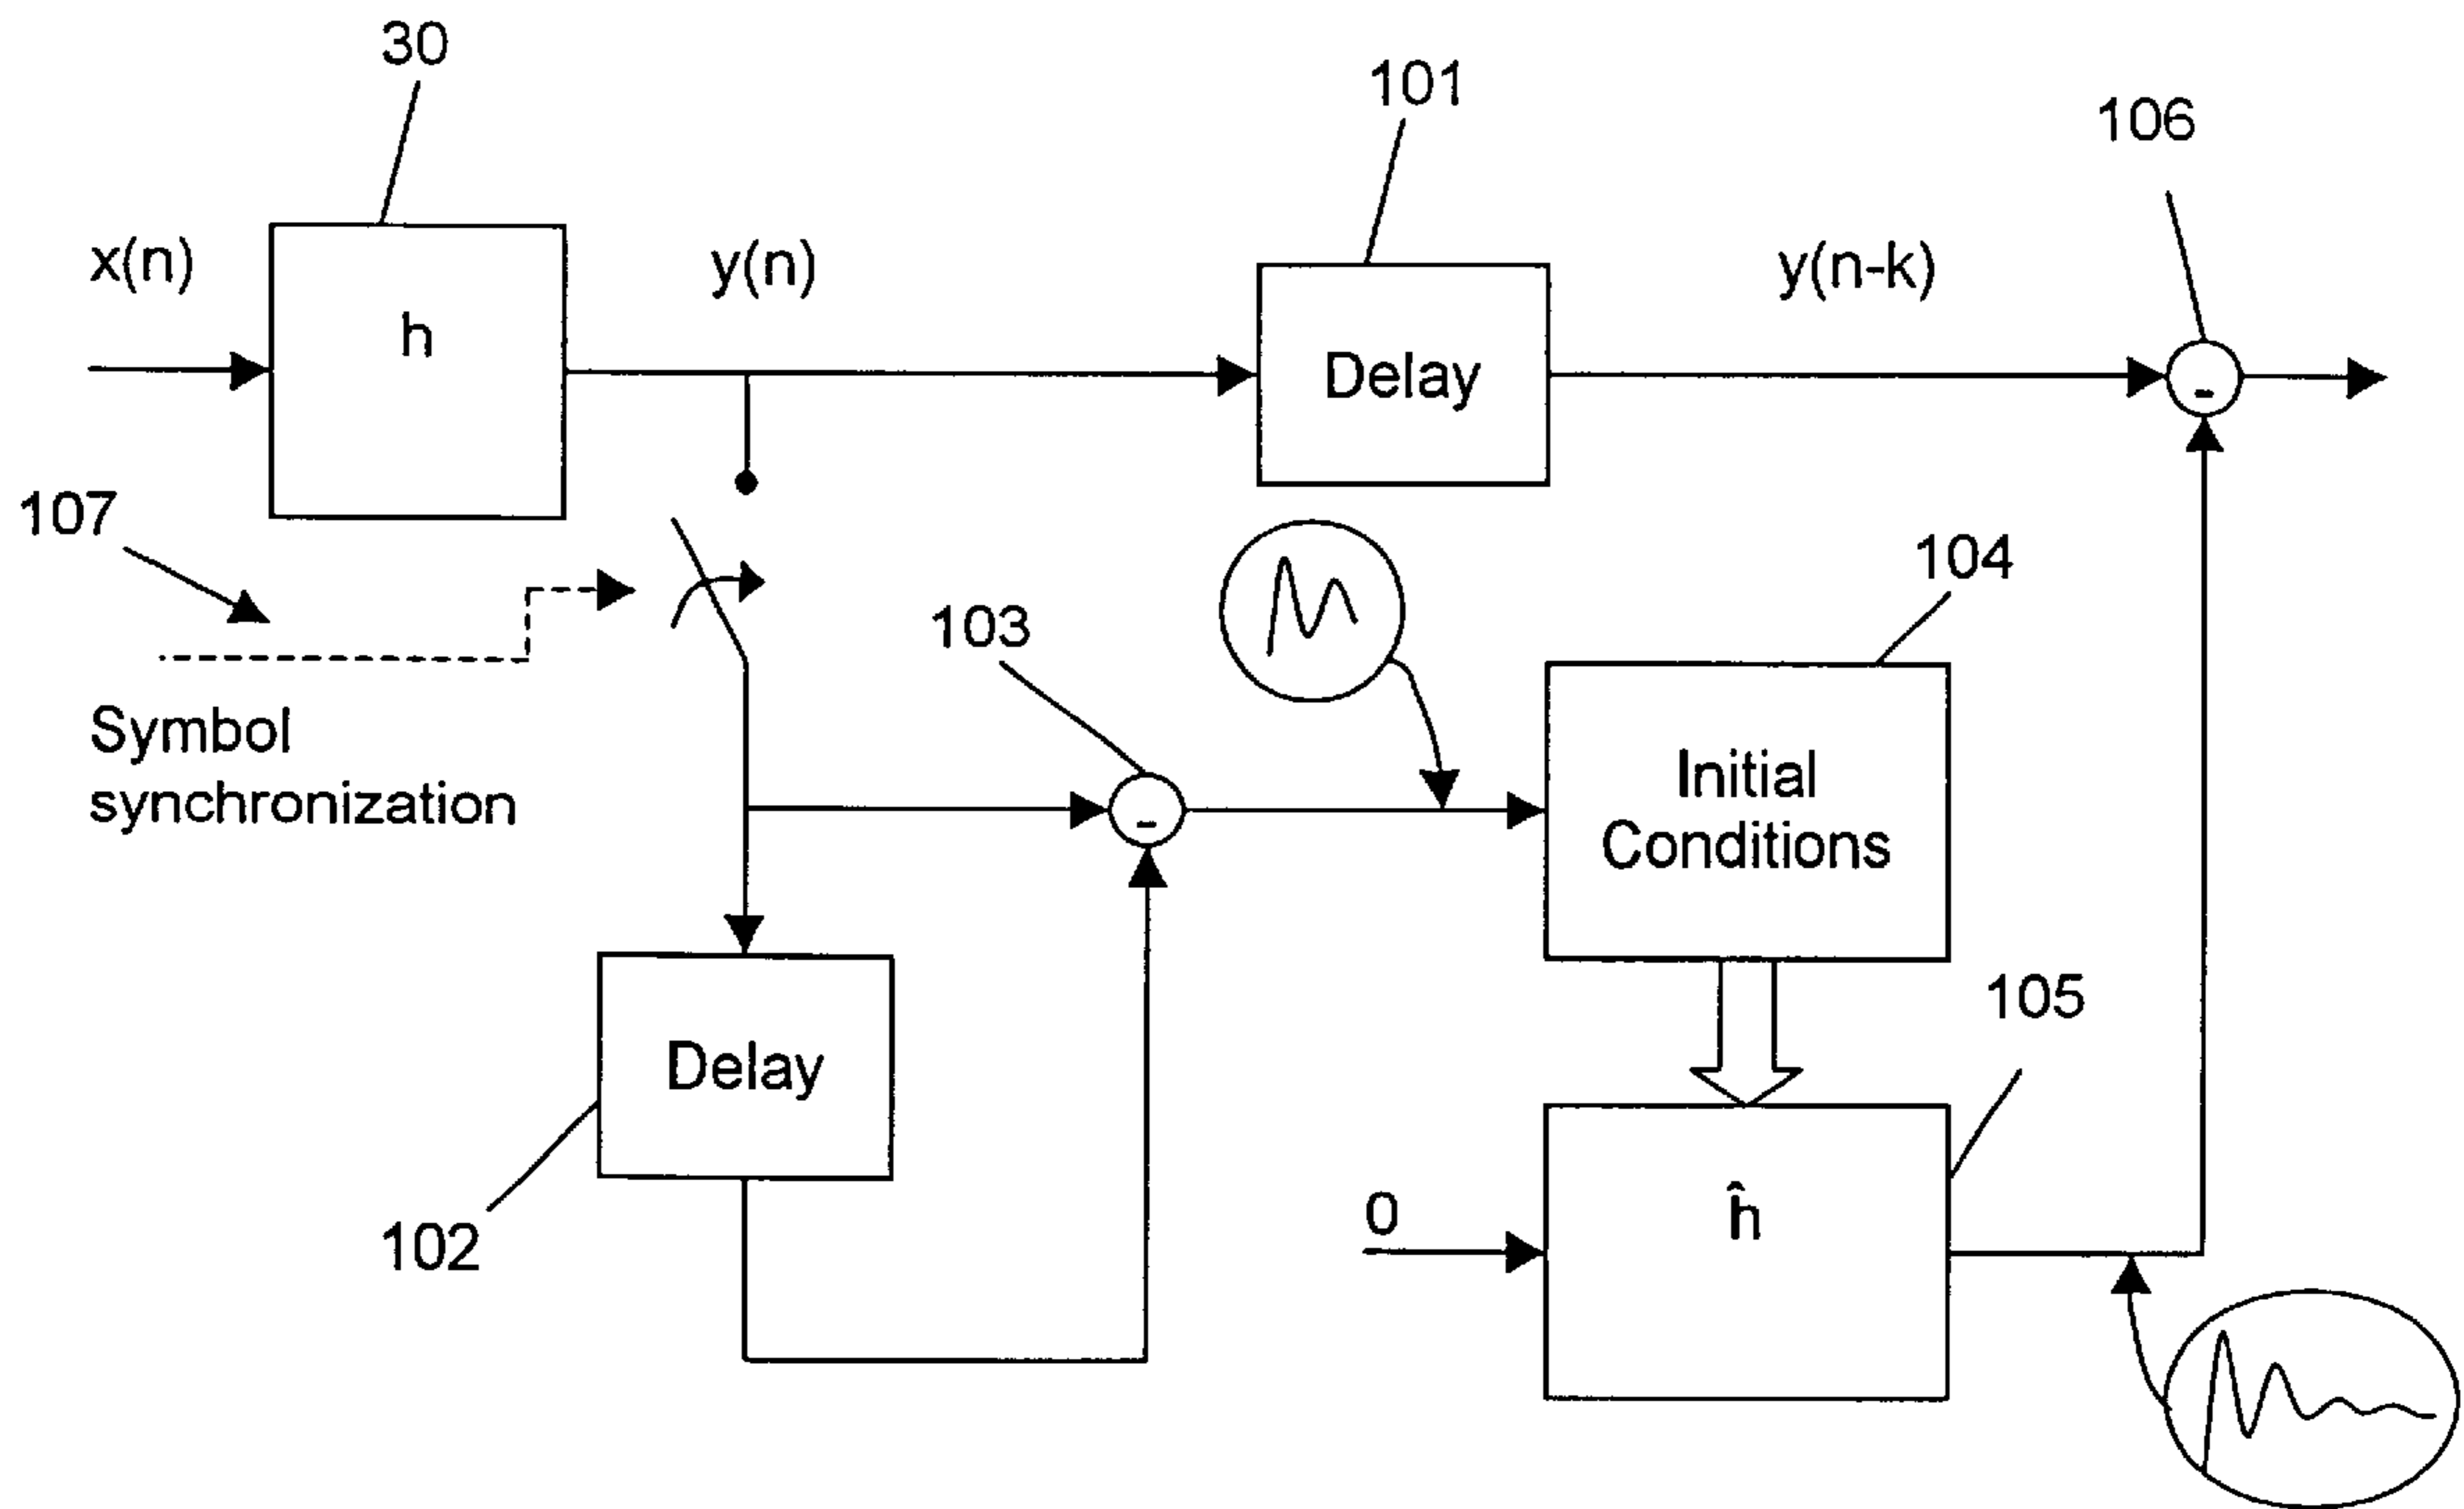 30
101
106
x(n)
h
y(n)
Delay
y(n-k)
-
107
104
103
Symbol
synchronization
-
Initial
Conditions
105
Delay
102
0
ĥ